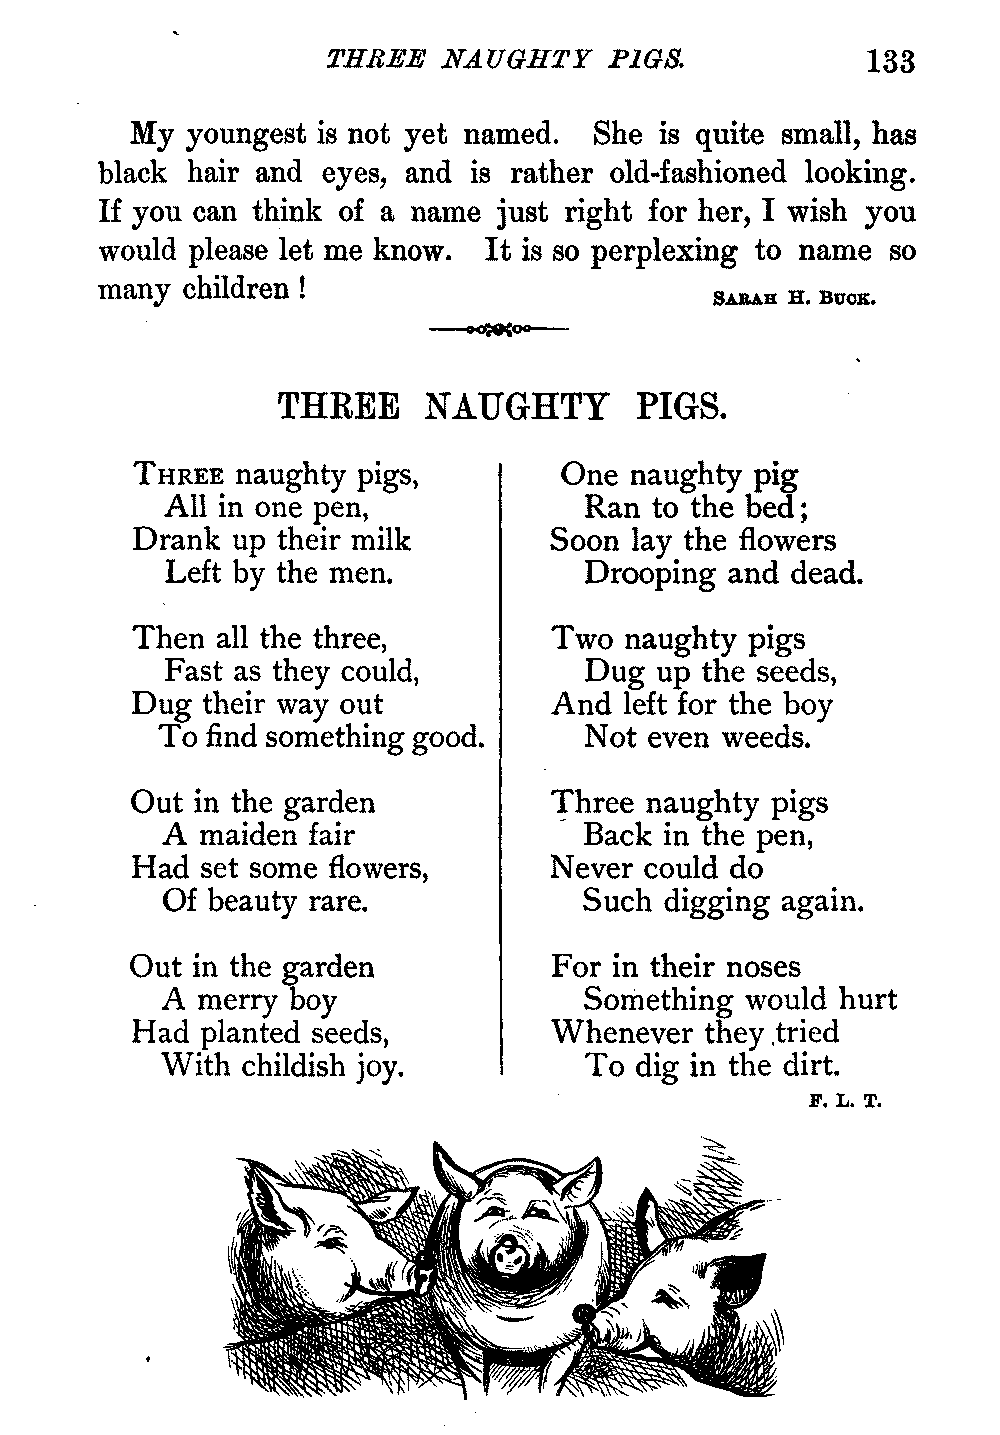 THREE NAUGHTY PIGS. 133
My youngest is not yet named. She is quite small, has
black hair and eyes, and is rather old-fashioned looking.
If you can think of a name just right for her, I wish you
would please let me know. It is so perplexing to name so
many children !
SARAH H. BUCK.
THREE NAUGHTY PIGS.
THREE naughty pigs,
All in one pen,
Drank up their milk
Left by the men.
Then all the three,
Fast as they could,
Dug their way out
To find something good.
Out in the garden
A maiden fair
Had set some flowers,
Of beauty rare.
Out in the garden
A merry boy
Had planted seeds,
With childish joy.
One naughty pig
Ran to the bed;
Soon lay the flowers
Drooping and dead.
Two naughty pigs
Dug up the seeds,
And left for the boy
Not even weeds.
Three naughty pigs
Back in the pen,
Never could do
Such digging again.
For in their noses
Something would hurt
Whenever they tried
To dig in the dirt.
F. L. T.